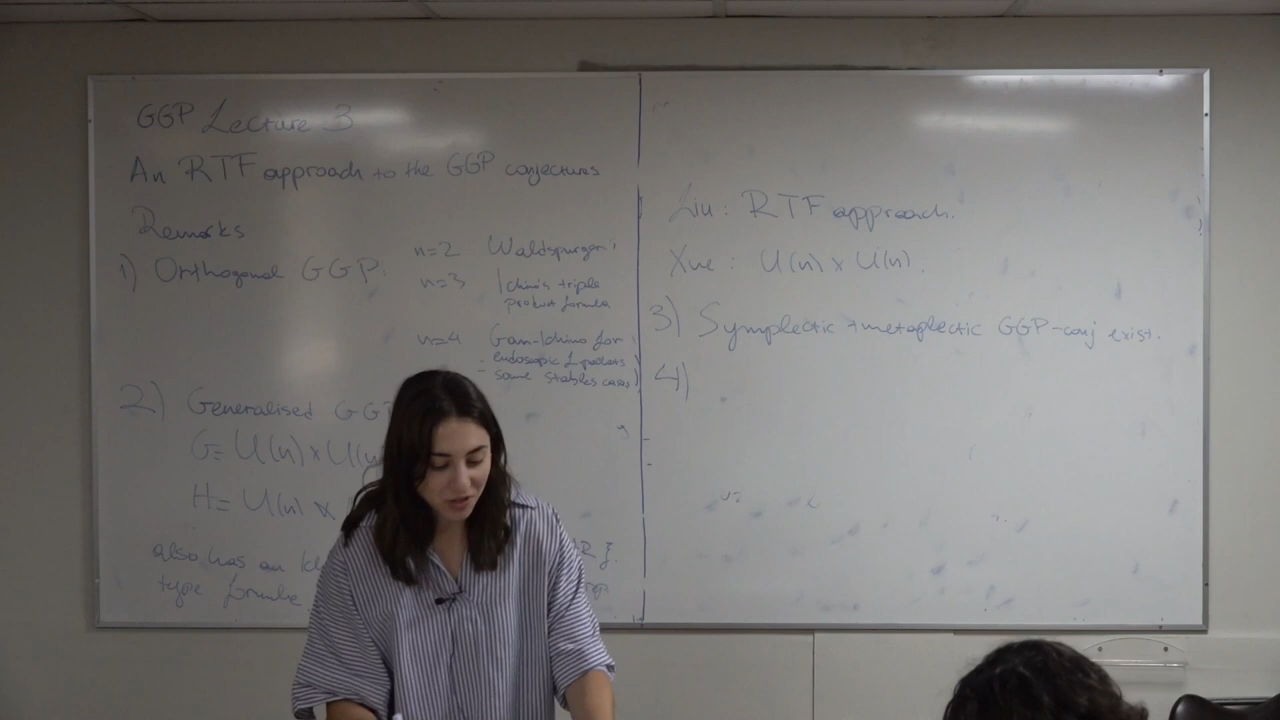 GGP Lecture 3
An RTF approach to the GGP conjectures
Remarks
1) Orthogonal GGP:
n=2 Waldspurger
n=3 Ichino's triple
product formula
n=4 Gan-Ichino for
endoscopic L packets
some stables cases
2) Generalised GGP
G= U(n) x U(n
H= U(n) ⋉
also has an
type formula
Liu: RTF approach.
Xue: U(n) x U(n).
3) Symplectic + metaplectic GGP-conj exist.
4)